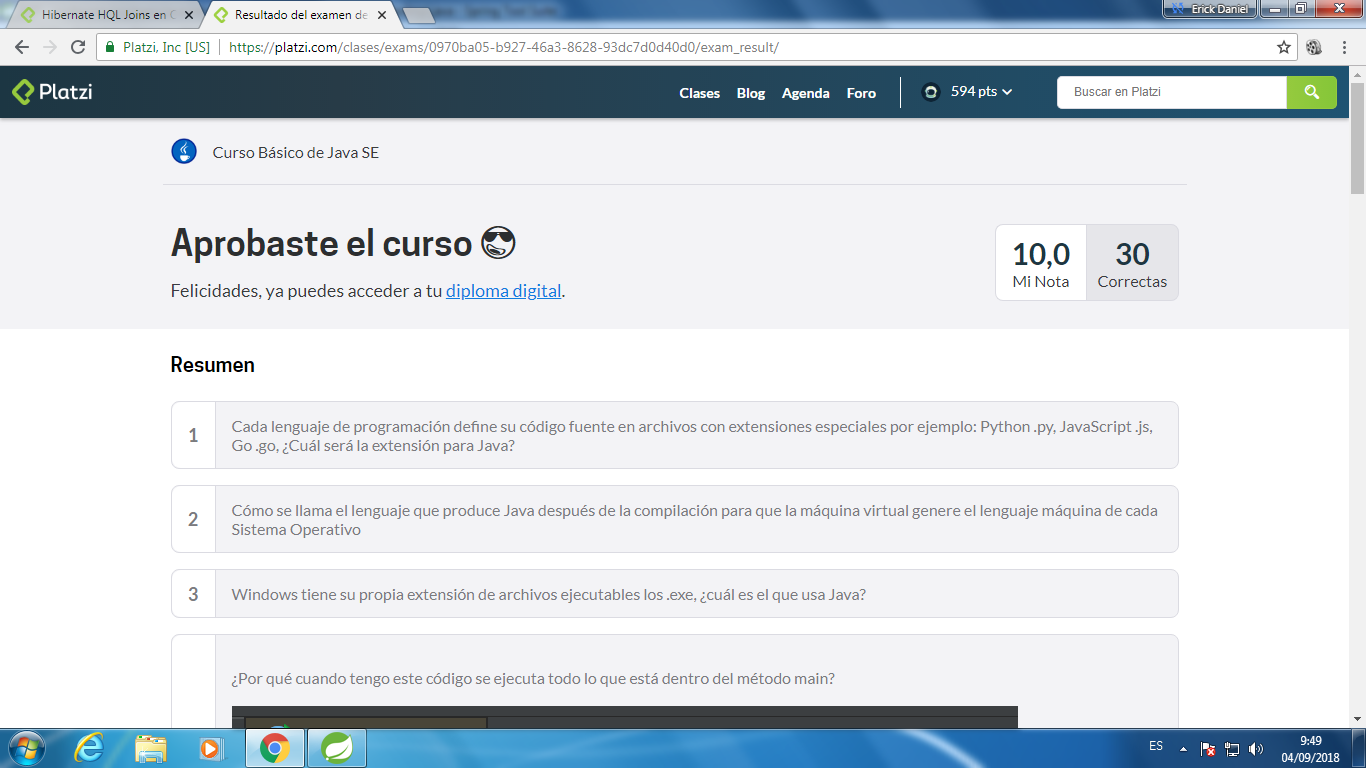 Hibernate HQL Joins en C
Resultado del examen de
Erick Daniel
Platzi, Inc [US]
https://platzi.com/clases/exams/0970ba05-b927-46a3-8628-93dc7d0d40d0/exam_result/
Platzi
Clases Blog Agenda Foro
594 pts
Buscar en Platzi
Curso Básico de Java SE
Aprobaste el curso
10,0
Mi Nota
30
Correctas
Felicidades, ya puedes acceder a tu diploma digital.
Resumen
1
Cada lenguaje de programación define su código fuente en archivos con extensiones especiales por ejemplo: Python .py, JavaScript .js,
Go .go, ¿Cuál será la extensión para Java?
2
Cómo se llama el lenguaje que produce Java después de la compilación para que la máquina virtual genere el lenguaje máquina de cada
Sistema Operativo
3
Windows tiene su propia extensión de archivos ejecutables los .exe, ¿cuál es el que usa Java?
¿Por qué cuando tengo este código se ejecuta todo lo que está dentro del método main?
ES
9:49
04/09/2018